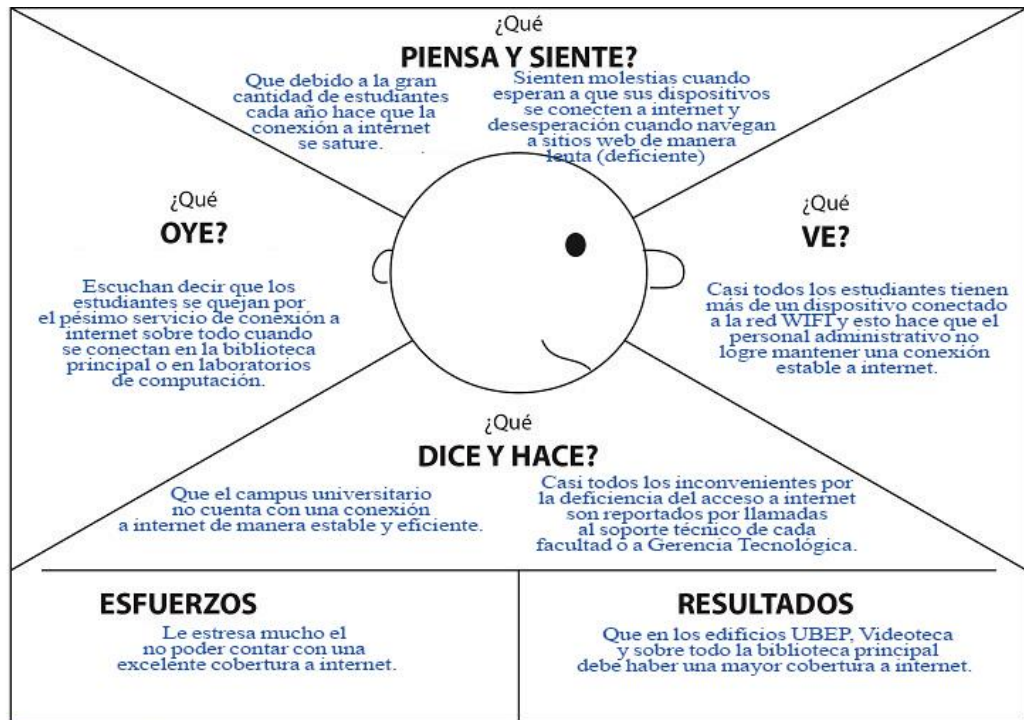 ¿Qué
PIENSA Y SIENTE?
Que debido a la gran
cantidad de estudiantes
cada año hace que la
conexión a internet
se sature.
Sienten molestias cuando
esperan a que sus dispositivos
se conecten a internet y
desesperación cuando navegan
a sitios web de manera
lenta (deficiente)
¿Qué
OYE?
Escuchan decir que los
estudiantes se quejan por
el pésimo servicio de conexión a
internet sobre todo cuando
se conectan en la biblioteca
principal o en laboratorios
de computación.
¿Qué
VE?
Casi todos los estudiantes tienen
más de un dispositivo conectado
a la red WIFI y esto hace que el
personal administrativo no
logre mantener una conexión
estable a internet.
¿Qué
DICE Y HACE?
Que el campus universitario
no cuenta con una conexión
a internet de manera estable y eficiente.
Casi todos los inconvenientes por
la deficiencia del acceso a internet
son reportados por llamadas
al soporte técnico de cada
facultad o a Gerencia Tecnológica.
ESFUERZOS
Le estresa mucho el
no poder contar con una
excelente cobertura a internet.
RESULTADOS
Que en los edificios UBEP, Videoteca
y sobre todo la biblioteca principal
debe haber una mayor cobertura a internet.